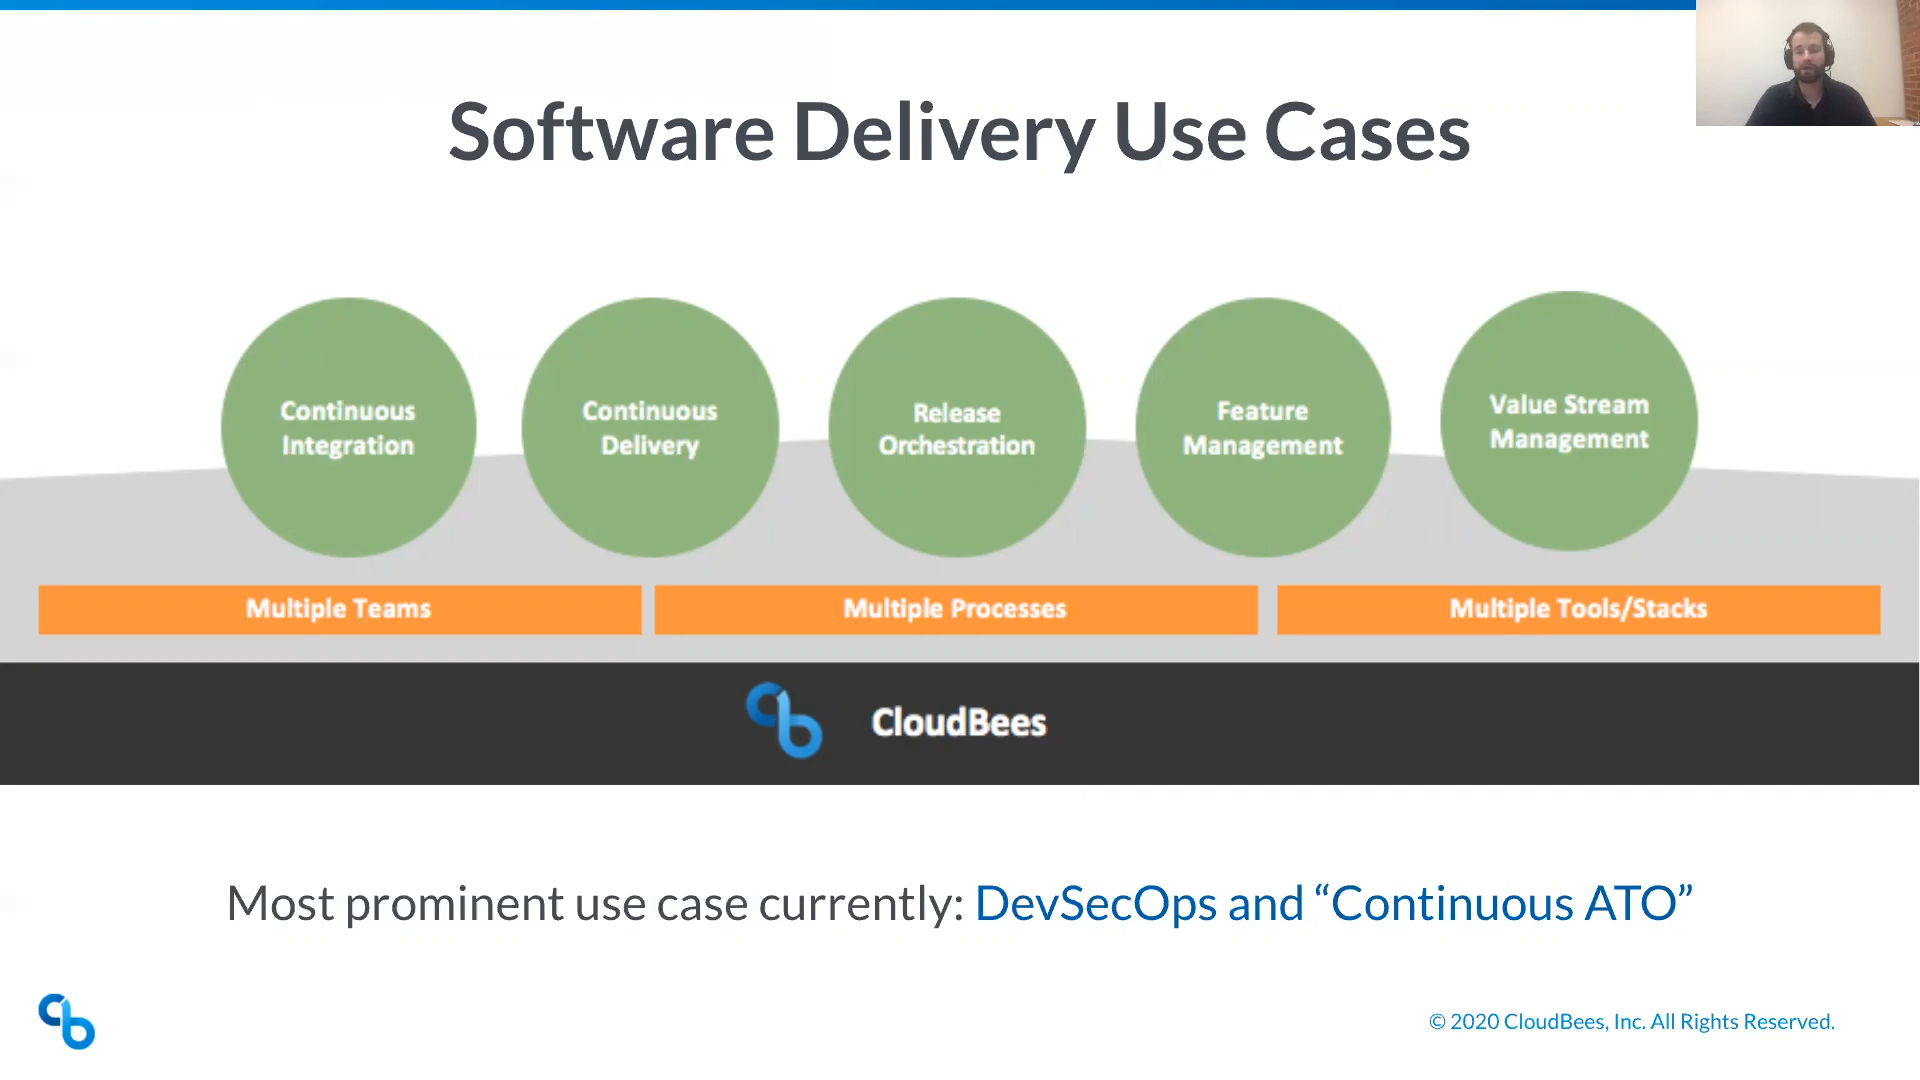 Software Delivery Use Cases
Continuous
Integration
Continuous
Delivery
Release
Orchestration
Feature
Management
Value Stream
Management
Multiple Teams
Multiple Processes
Multiple Tools/Stacks
CloudBees
Most prominent use case currently: DevSecOps and “Continuous ATO”
© 2020 CloudBees, Inc. All Rights Reserved.